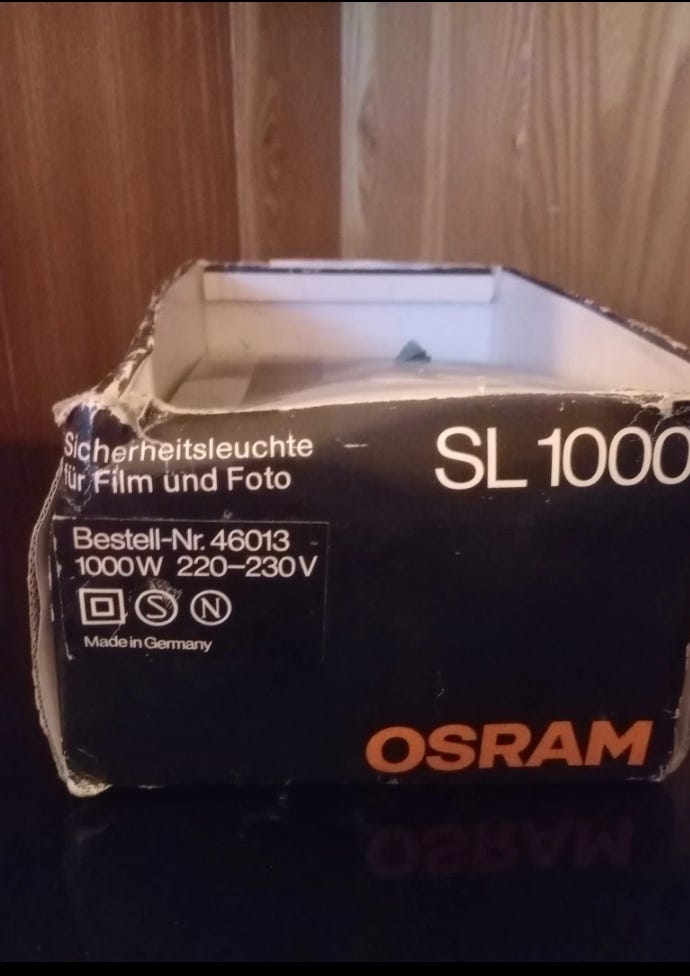 Sicherheitsleuchte
für Film und Foto
SL 1000
Bestell-Nr. 46013
1000W 220–230V
S N
Made in Germany
OSRAM